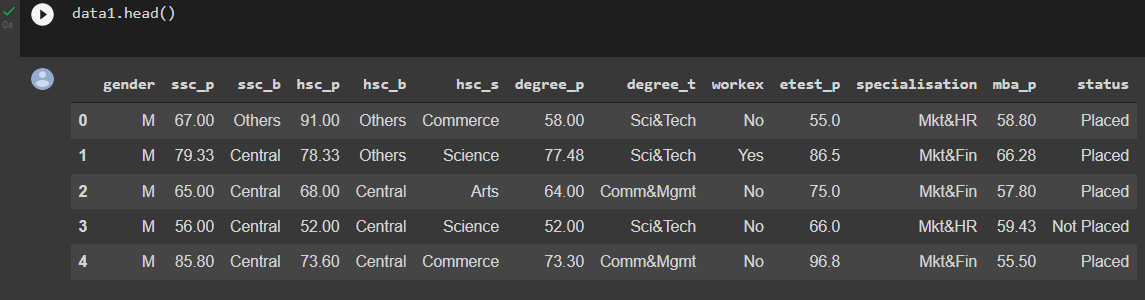 data1.head()
0s
gender ssc_p ssc_b hsc_p hsc_b hsc_s degree_p degree_t workex etest_p specialisation mba_p status
0 M 67.00 Others 91.00 Others Commerce 58.00 Sci&Tech No 55.0 Mkt&HR 58.80 Placed
1 M 79.33 Central 78.33 Others Science 77.48 Sci&Tech Yes 86.5 Mkt&Fin 66.28 Placed
2 M 65.00 Central 68.00 Central Arts 64.00 Comm&Mgmt No 75.0 Mkt&Fin 57.80 Placed
3 M 56.00 Central 52.00 Central Science 52.00 Sci&Tech No 66.0 Mkt&HR 59.43 Not Placed
4 M 85.80 Central 73.60 Central Commerce 73.30 Comm&Mgmt No 96.8 Mkt&Fin 55.50 Placed